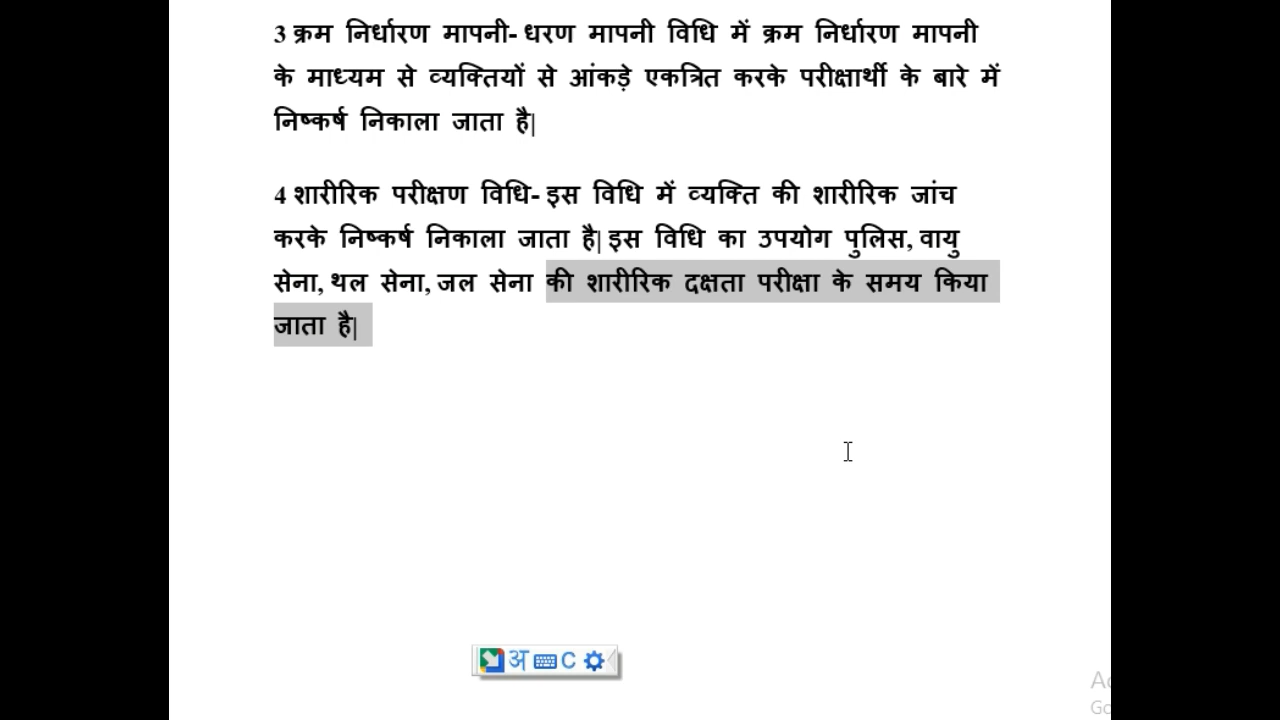 3 क्रम निर्धारण मापनी- धरण मापनी विधि में क्रम निर्धारण मापनी
के माध्यम से व्यक्तियों से आंकड़े एकत्रित करके परीक्षार्थी के बारे में
निष्कर्ष निकाला जाता है|
4 शारीरिक परीक्षण विधि- इस विधि में व्यक्ति की शारीरिक जांच
करके निष्कर्ष निकाला जाता है| इस विधि का उपयोग पुलिस, वायु
सेना, थल सेना, जल सेना की शारीरिक दक्षता परीक्षा के समय किया
जाता है|
अ C